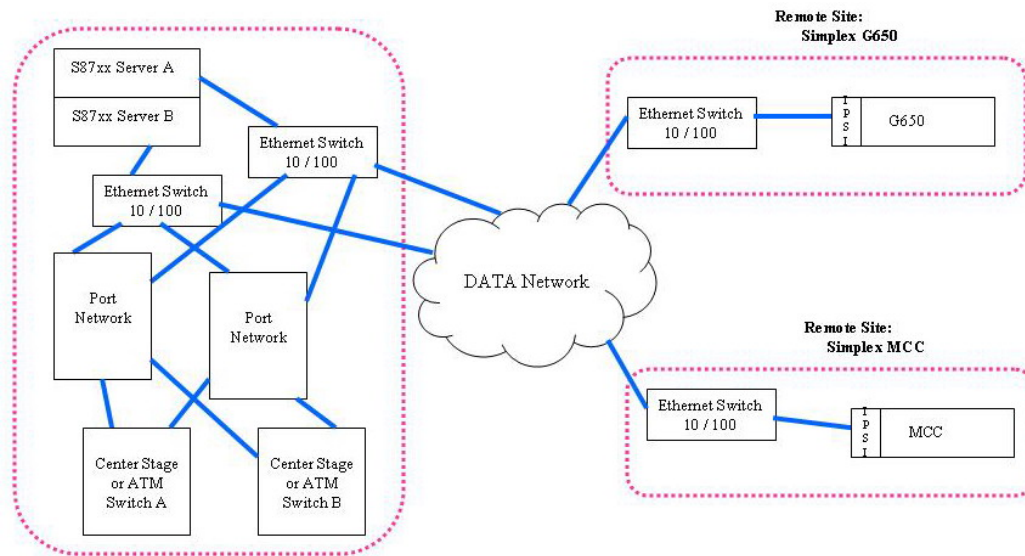 S87xx Server A
S87xx Server B
Ethernet Switch
10 / 100
Ethernet Switch
10 / 100
Port
Network
Port
Network
Center Stage
or ATM
Switch A
Center Stage
or ATM
Switch B
DATA Network
Remote Site:
Simplex G650
Ethernet Switch
10 / 100
I
P
S
I
G650
Remote Site:
Simplex MCC
Ethernet Switch
10 / 100
I
P
S
I
MCC